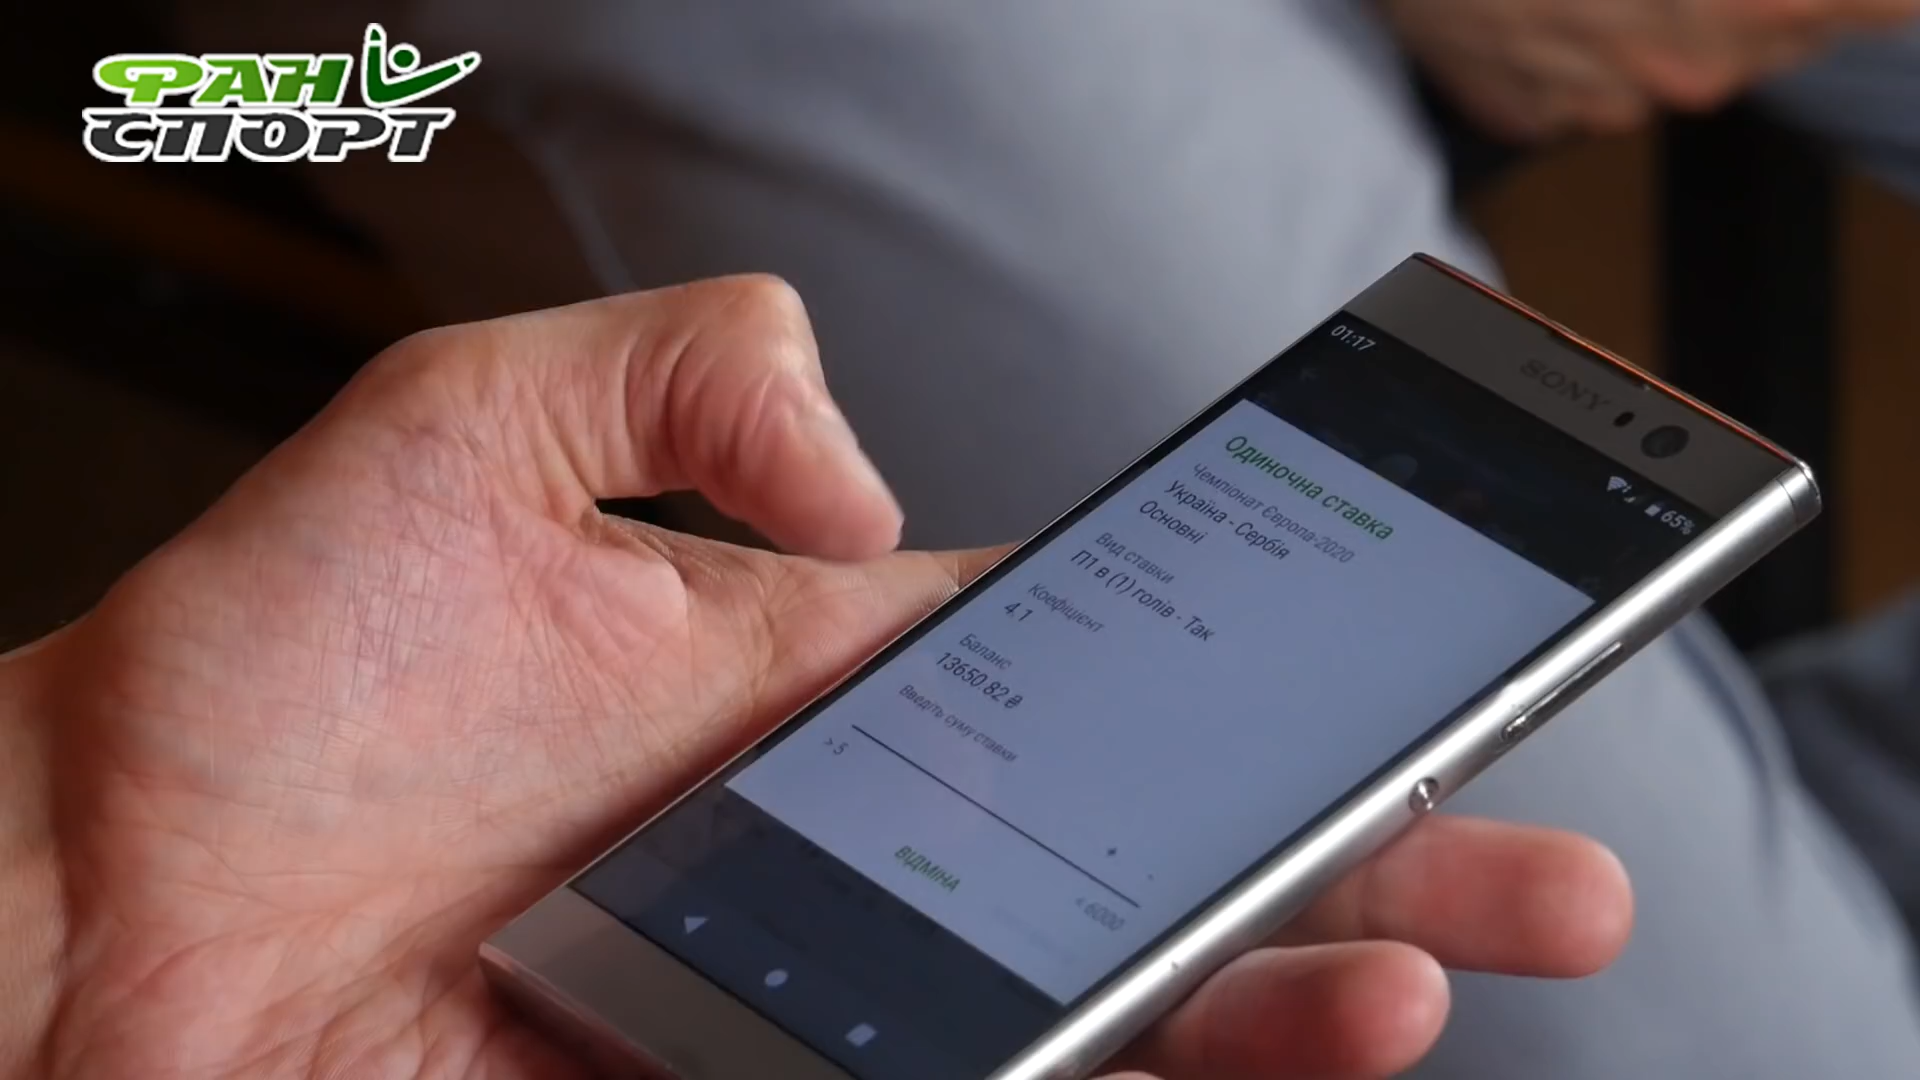 ФАН
СПОРТ
SONY
01:17
65%
Одиночна ставка
Чемпіонат Європа-2020
Україна - Сербія
Основні
Вид ставки
П1 в (1) голів - Так
Коефіцієнт
4,1
Баланс
13650.82 ₴
Введіть суму ставки
> 5
< 6000
ВІДМІНА